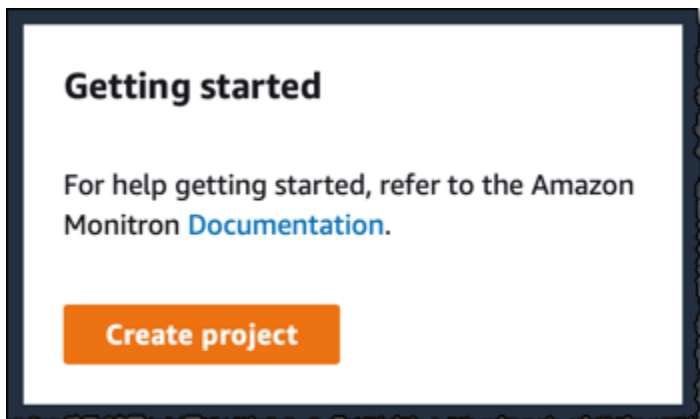 Getting started
For help getting started, refer to the Amazon
Monitron Documentation.
Create project